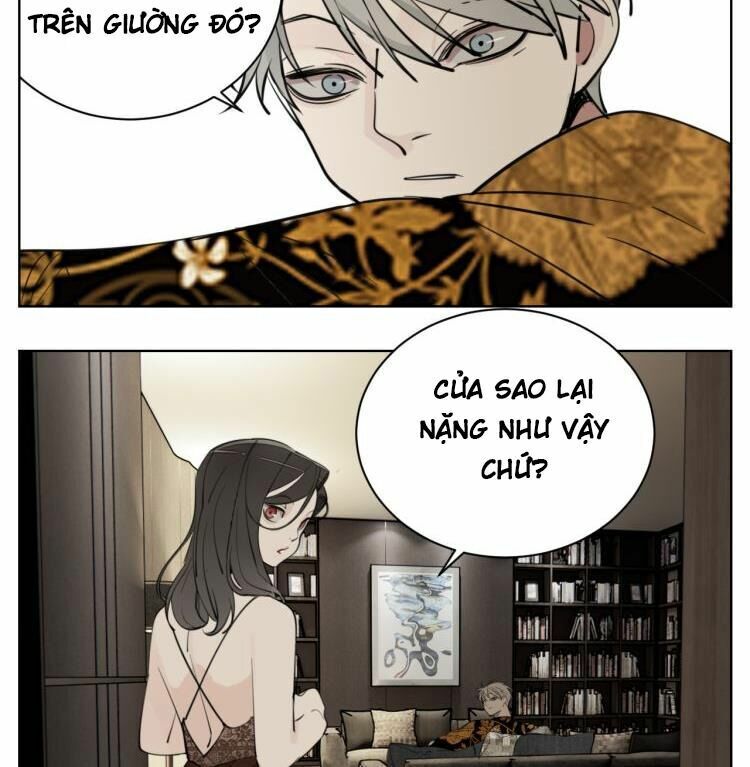 TRÊN GIƯỜNG ĐÓ?
CỬA SAO LẠI
NẶNG NHƯ VẬY
CHỨ?